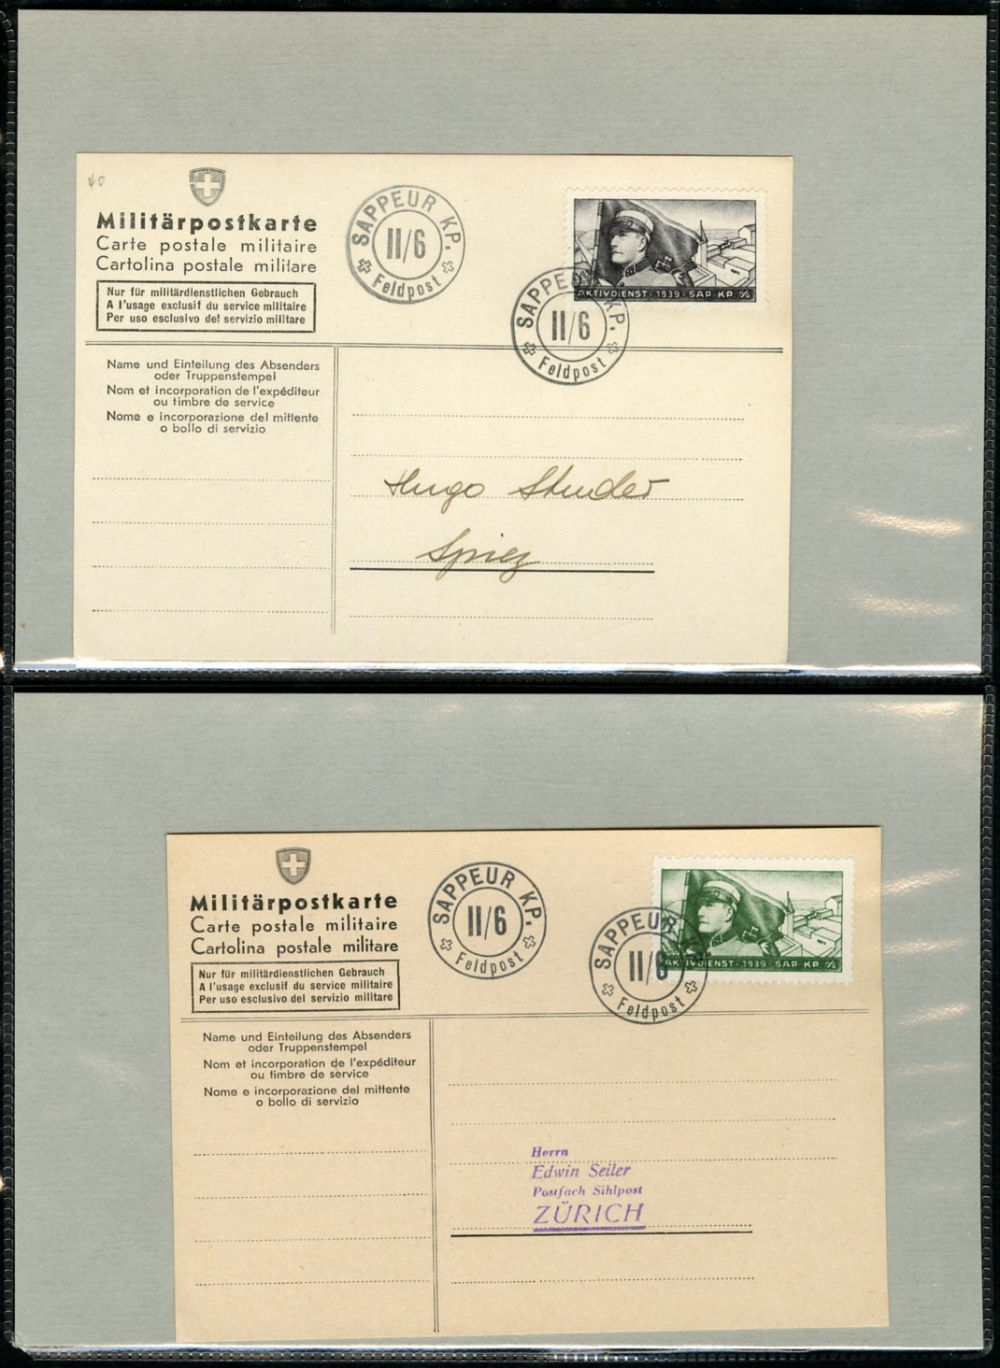 40
Militärpostkarte
Carte postale militaire
Cartolina postale militare
Nur für militärdienstlichen Gebrauch
A l'usage exclusif du service militaire
Per uso esclusivo del servizio militare
SAPPEUR KP.
II/6
Feldpost
AKTIVDIENST · 1939 · SAP. KP. II/6
SAPPEUR KP.
II/6
Feldpost
Name und Einteilung des Absenders
oder Truppenstempel
Nom et incorporation de l'expéditeur
ou timbre de service
Nome e incorporazione del mittente
o bollo di servizio
Hugo Studer
Spiez
Militärpostkarte
Carte postale militaire
Cartolina postale militare
Nur für militärdienstlichen Gebrauch
A l'usage exclusif du service militaire
Per uso esclusivo del servizio militare
SAPPEUR KP.
II/6
Feldpost
AKTIVDIENST · 1939 · SAP. KP. II/6
SAPPEUR KP.
II/6
Feldpost
Name und Einteilung des Absenders
oder Truppenstempel
Nom et incorporation de l'expéditeur
ou timbre de service
Nome e incorporazione del mittente
o bollo di servizio
Herrn
Edwin Seiler
Postfach Sihlpost
ZÜRICH